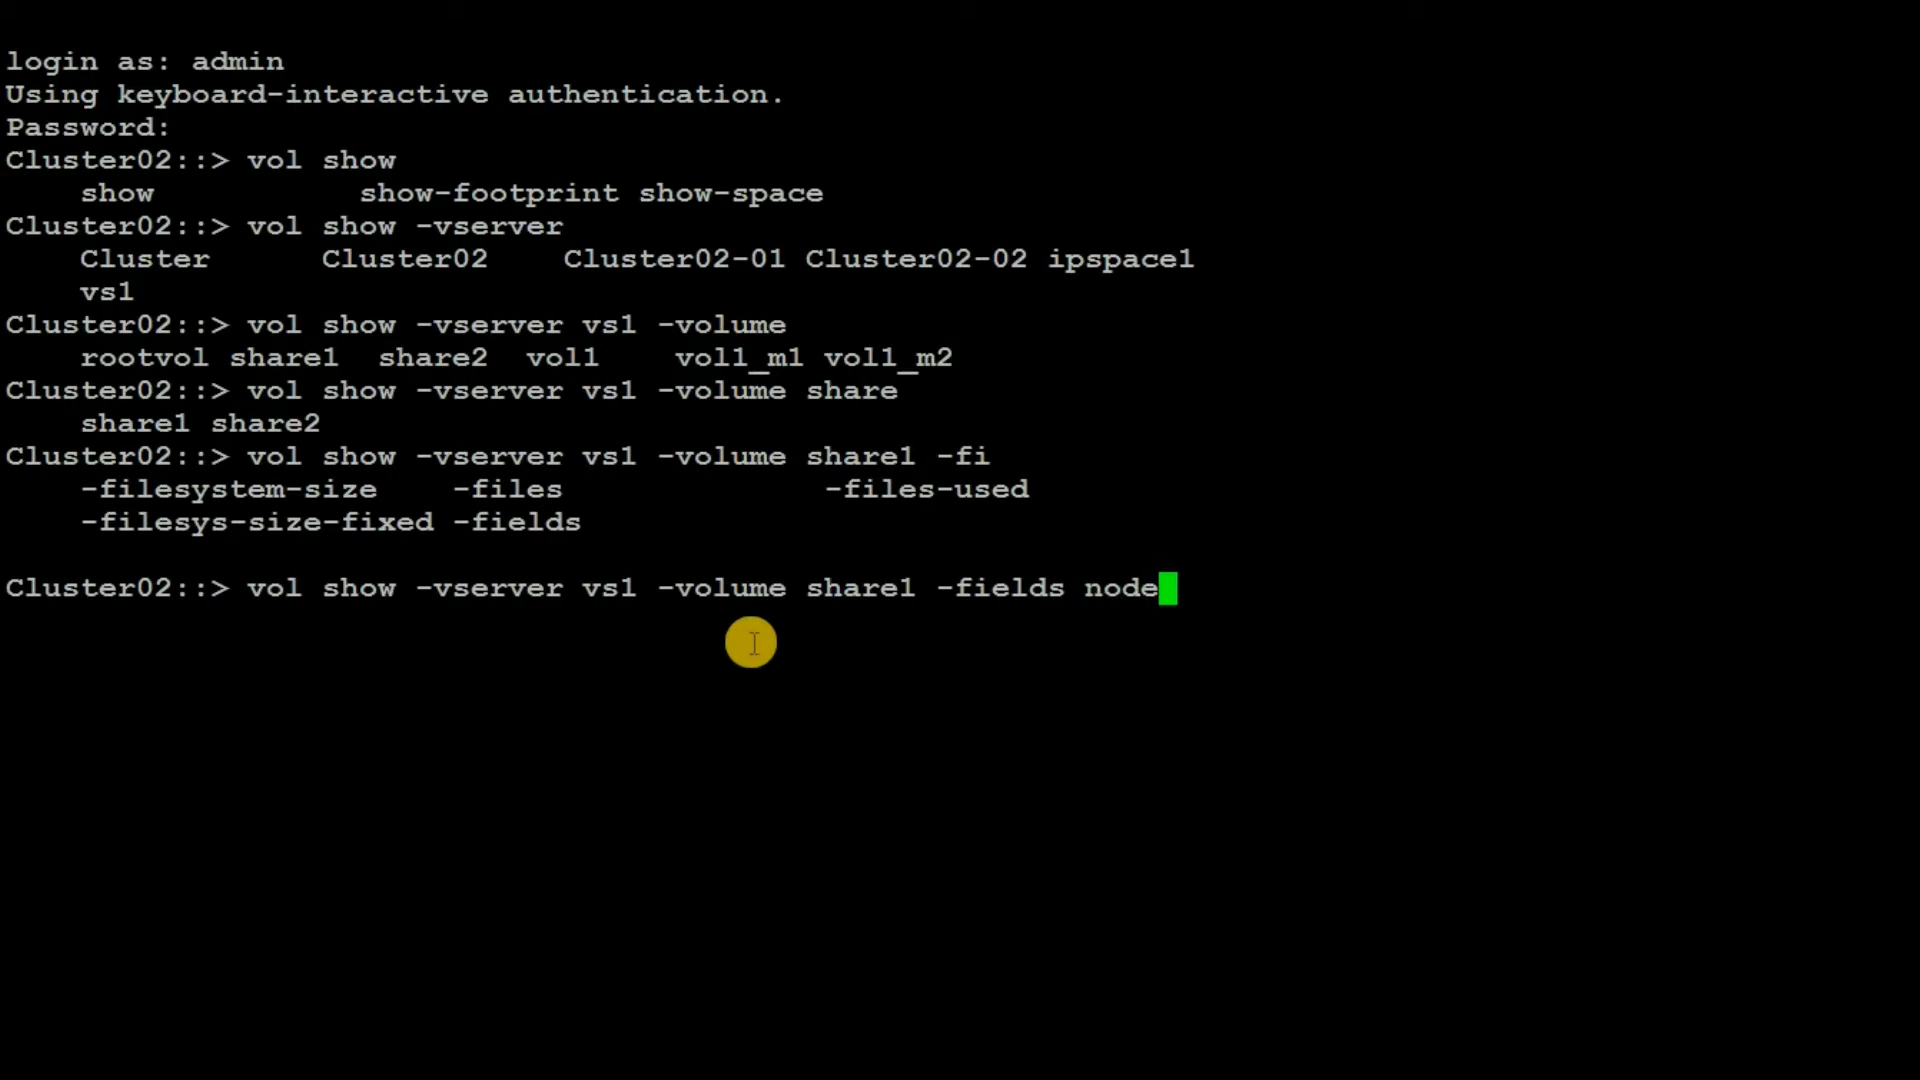 login as: admin
Using keyboard-interactive authentication.
Password:
Cluster02::> vol show
show show-footprint show-space
Cluster02::> vol show -vserver
Cluster Cluster02 Cluster02-01 Cluster02-02 ipspace1
vs1
Cluster02::> vol show -vserver vs1 -volume
rootvol share1 share2 vol1 vol1_m1 vol1_m2
Cluster02::> vol show -vserver vs1 -volume share
share1 share2
Cluster02::> vol show -vserver vs1 -volume share1 -fi
-filesystem-size -files -files-used
-filesys-size-fixed -fields
Cluster02::> vol show -vserver vs1 -volume share1 -fields node